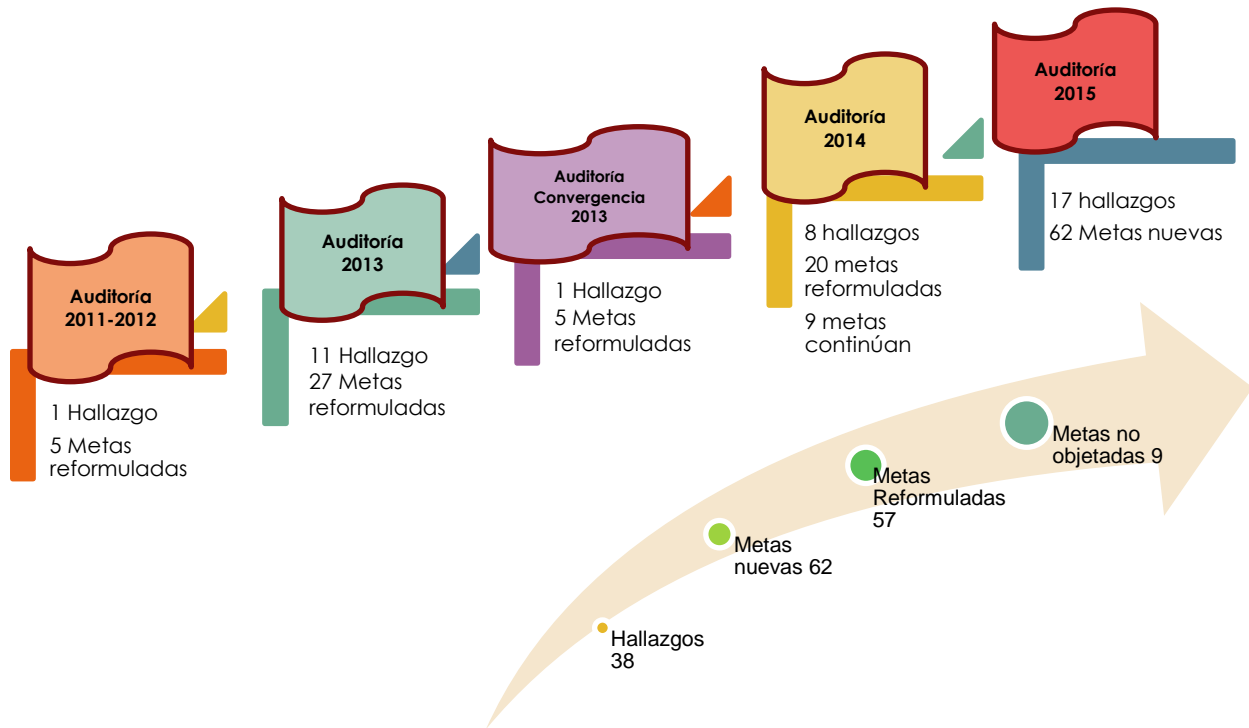 Auditoría
2011-2012
1 Hallazgo
5 Metas
reformuladas
Auditoría
2013
11 Hallazgo
27 Metas
reformuladas
Auditoría
Convergencia
2013
1 Hallazgo
5 Metas
reformuladas
Auditoría
2014
8 hallazgos
20 metas
reformuladas
9 metas
continúan
Auditoría
2015
17 hallazgos
62 Metas nuevas
Hallazgos
38
Metas
nuevas 62
Metas
Reformuladas
57
Metas no
objetadas 9